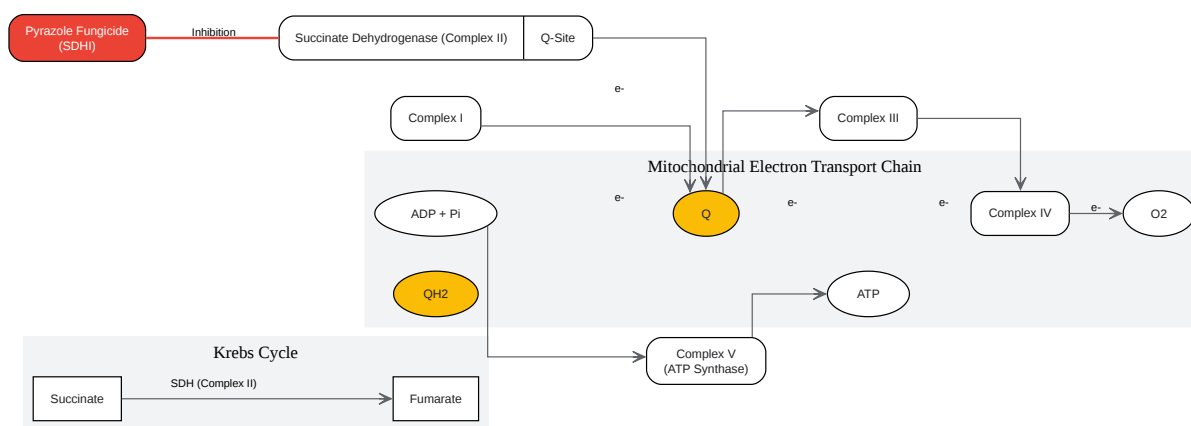 Pyrazole Fungicide
(SDHI)
Inhibition
Succinate Dehydrogenase (Complex II)
Q-Site
e-
Complex I
Complex III
Mitochondrial Electron Transport Chain
e-
e-
e-
e-
ADP + Pi
Q
Complex IV
O2
QH2
ATP
Krebs Cycle
Complex V
(ATP Synthase)
SDH (Complex II)
Succinate
Fumarate